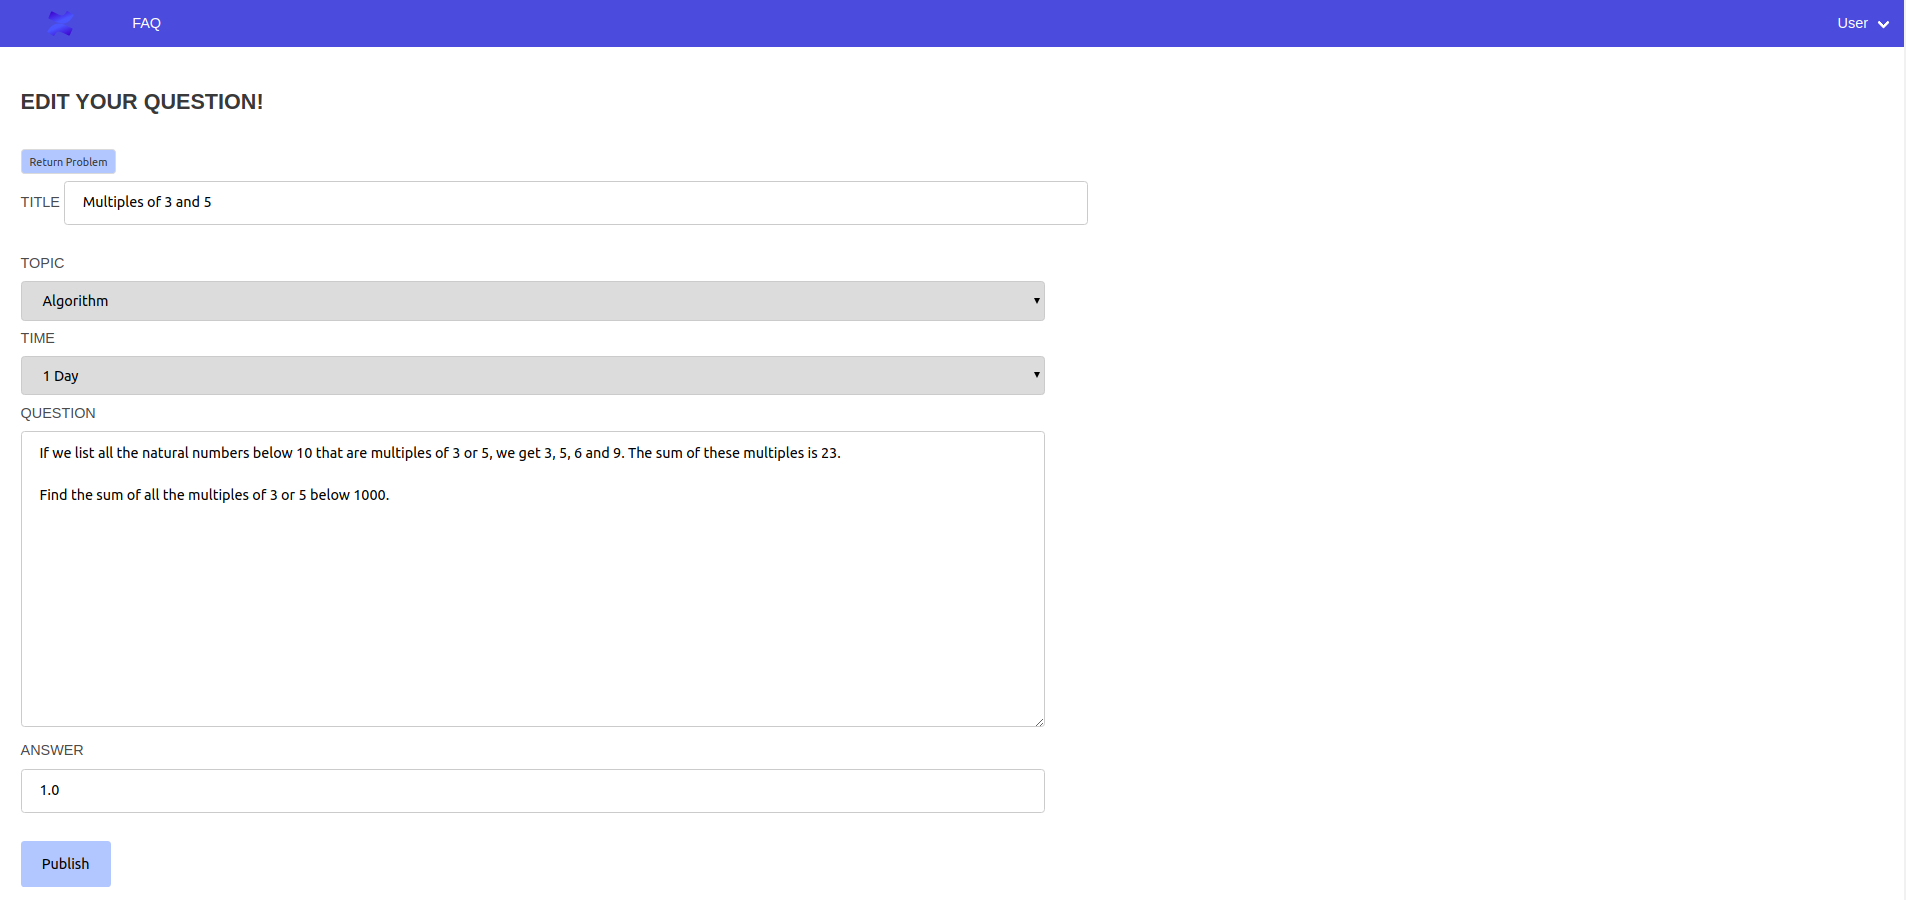 FAQ
User
EDIT YOUR QUESTION!
Return Problem
TITLE Multiples of 3 and 5
TOPIC
Algorithm
TIME
1 Day
QUESTION
If we list all the natural numbers below 10 that are multiples of 3 or 5, we get 3, 5, 6 and 9. The sum of these multiples is 23.
Find the sum of all the multiples of 3 or 5 below 1000.
ANSWER
1.0
Publish